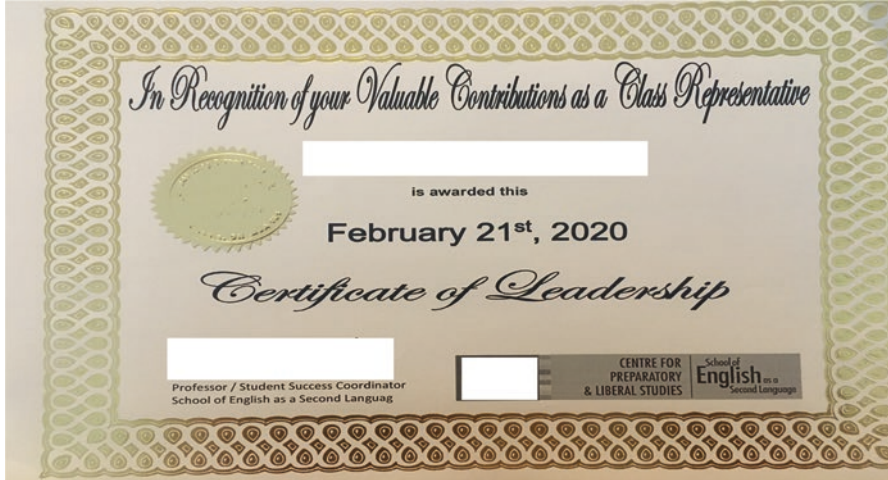 In Recognition of your Valuable Contributions as a Class Representative
is awarded this
February 21st, 2020
Certificate of Leadership
Professor / Student Success Coordinator
School of English as a Second Languag
CENTRE FOR
PREPARATORY
& LIBERAL STUDIES
School of
English as a
Second Language